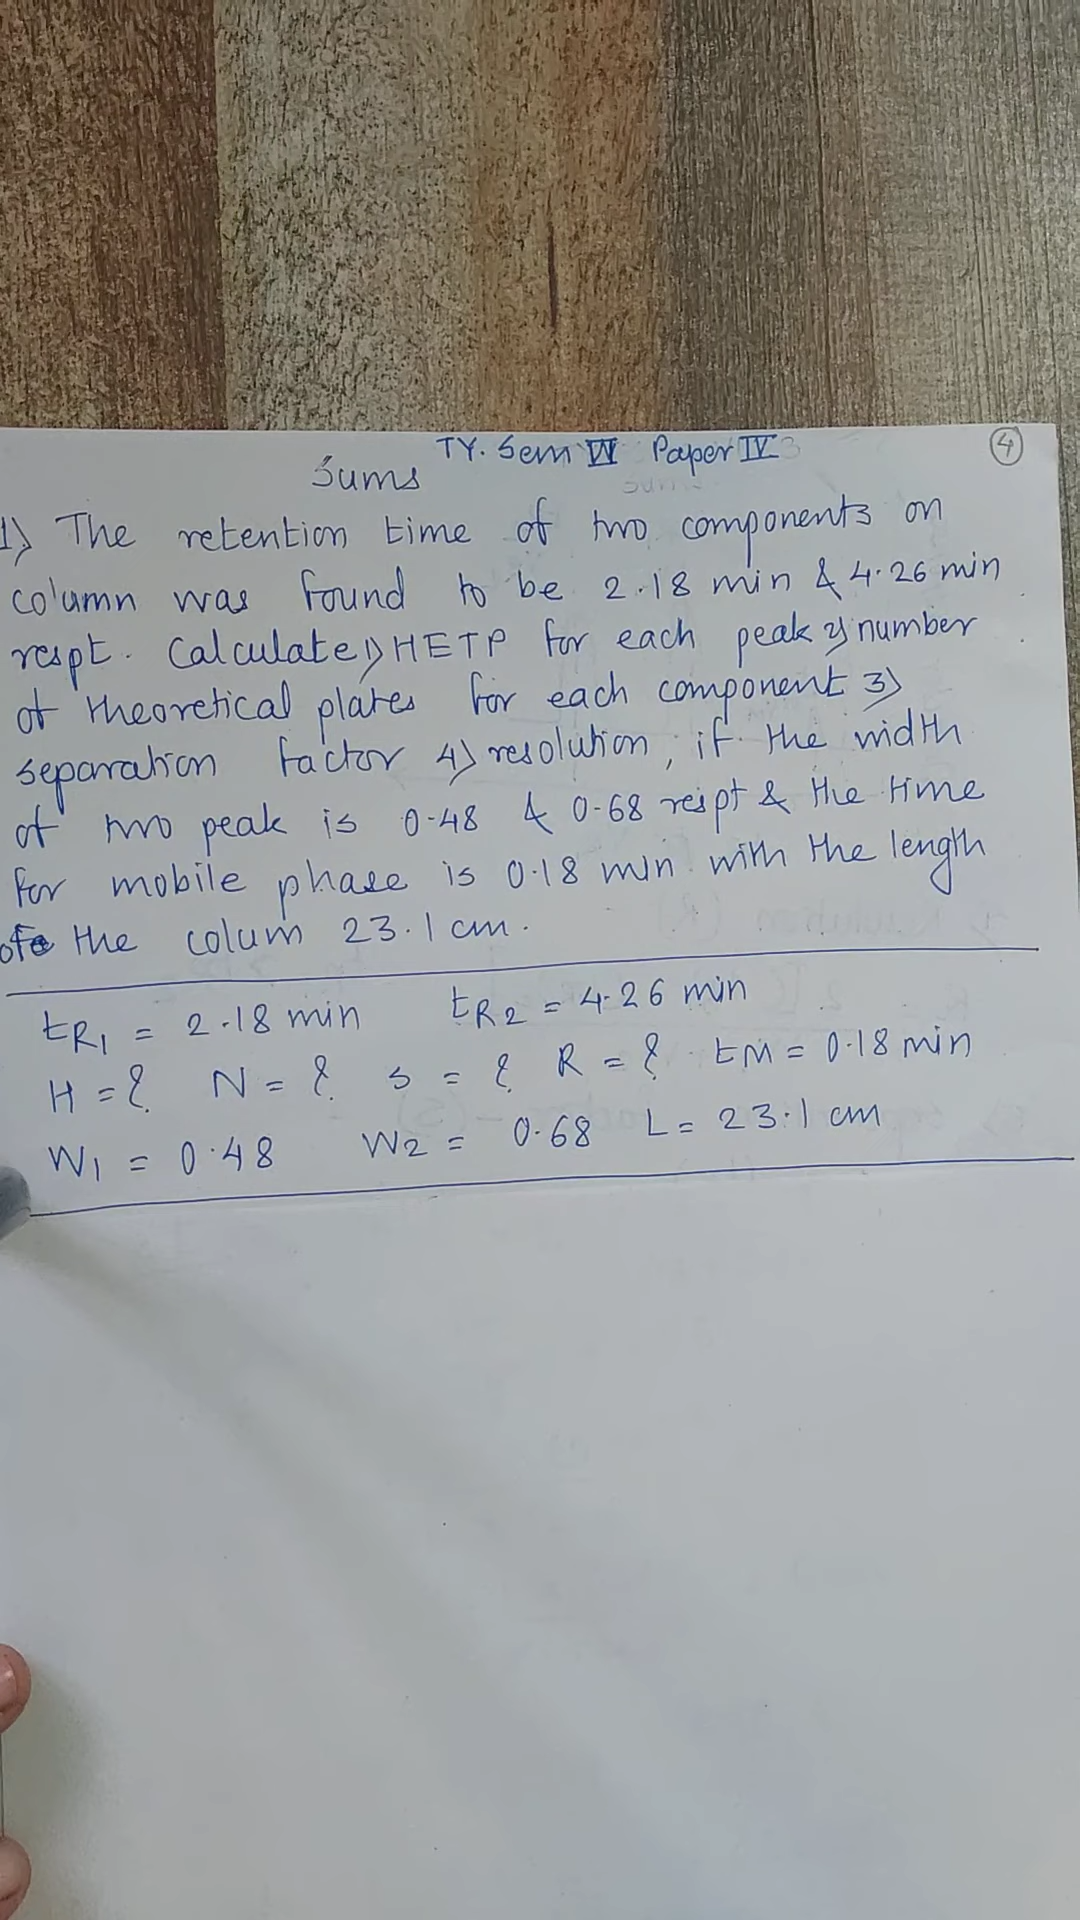 TY. Sem VI Paper IV
4
Sums
1) The retention time of two components on
column was found to be 2.18 min & 4.26 min
respt. Calculate 1) HETP for each peak 2) number
of theoretical plates for each component 3)
separation factor 4) resolution, if the width
of two peak is 0.48 & 0.68 respt & the time
for mobile phase is 0.18 min with the length
of the colum 23.1 cm.
tR1 = 2.18 min tR2 = 4.26 min
H = ? N = ? S = ? R = ? tM = 0.18 min
W1 = 0.48 W2 = 0.68 L = 23.1 cm